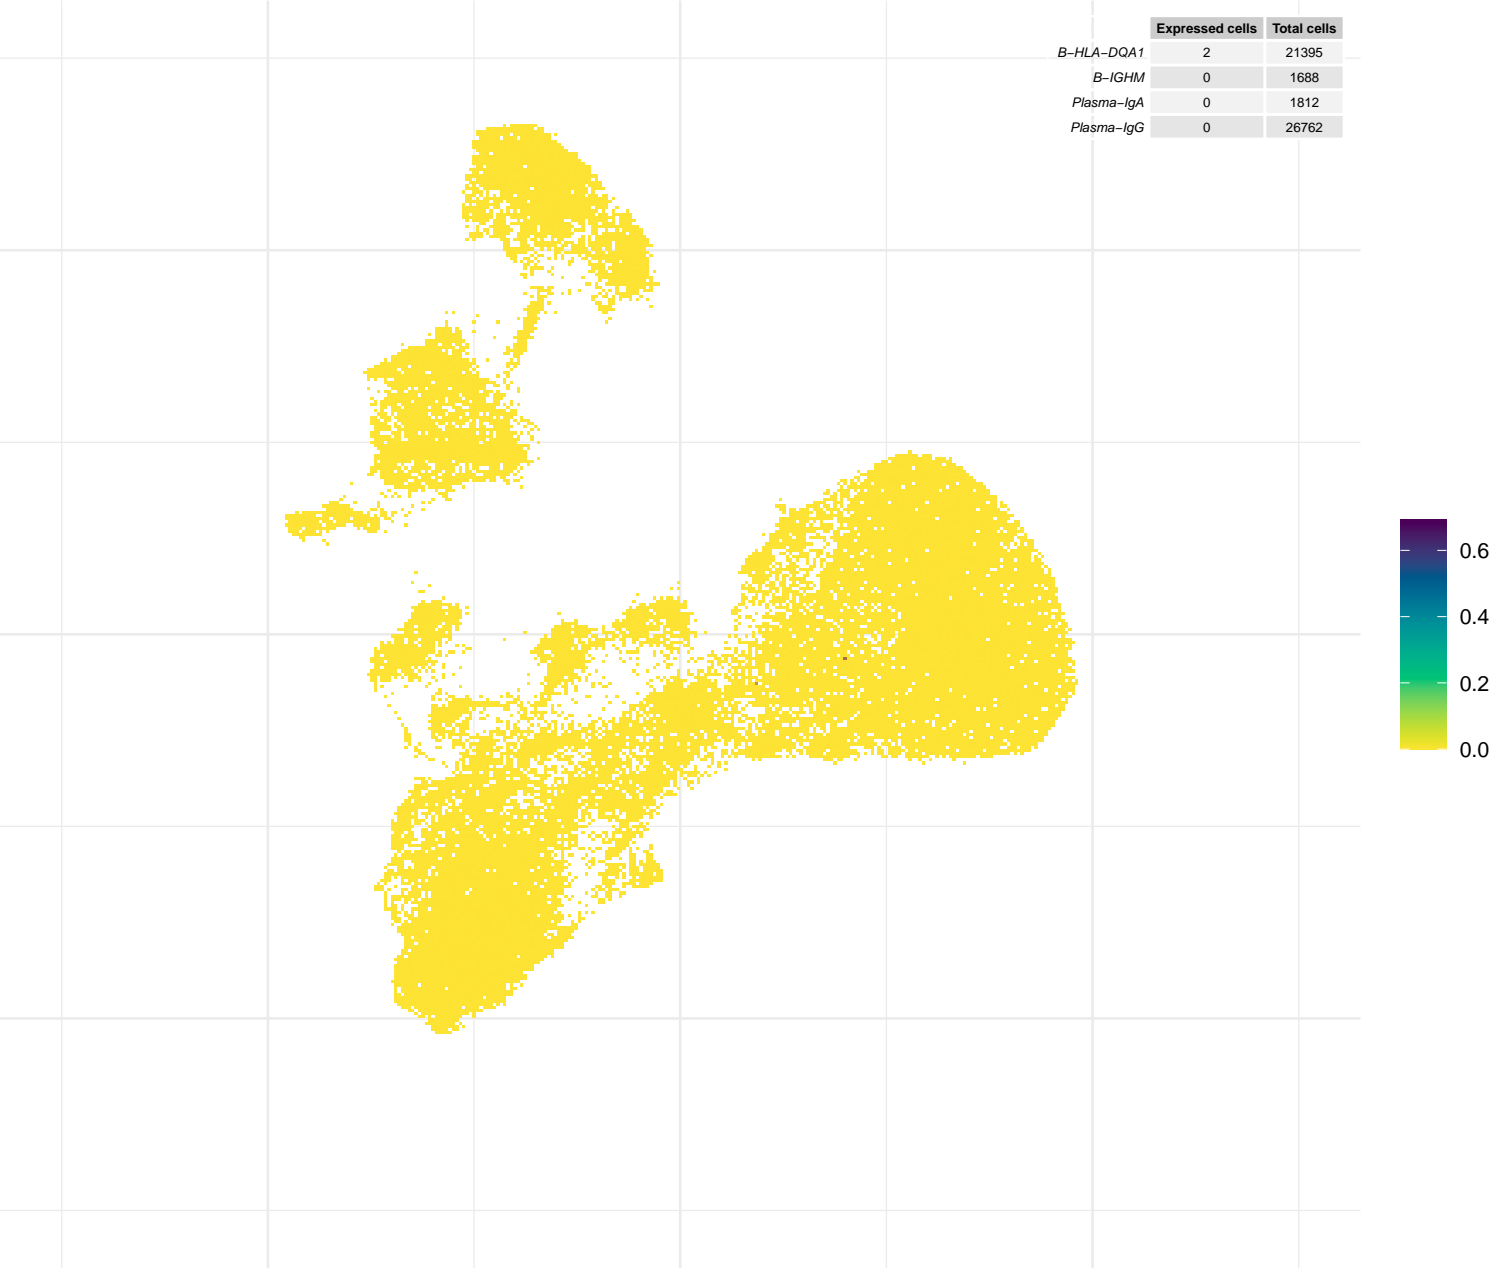 Expressed cells Total cells
B−HLA−DQA1 2 21395
B−IGHM 0 1688
Plasma−IgA 0 1812
Plasma−IgG 0 26762
0.6
0.4
0.2
0.0